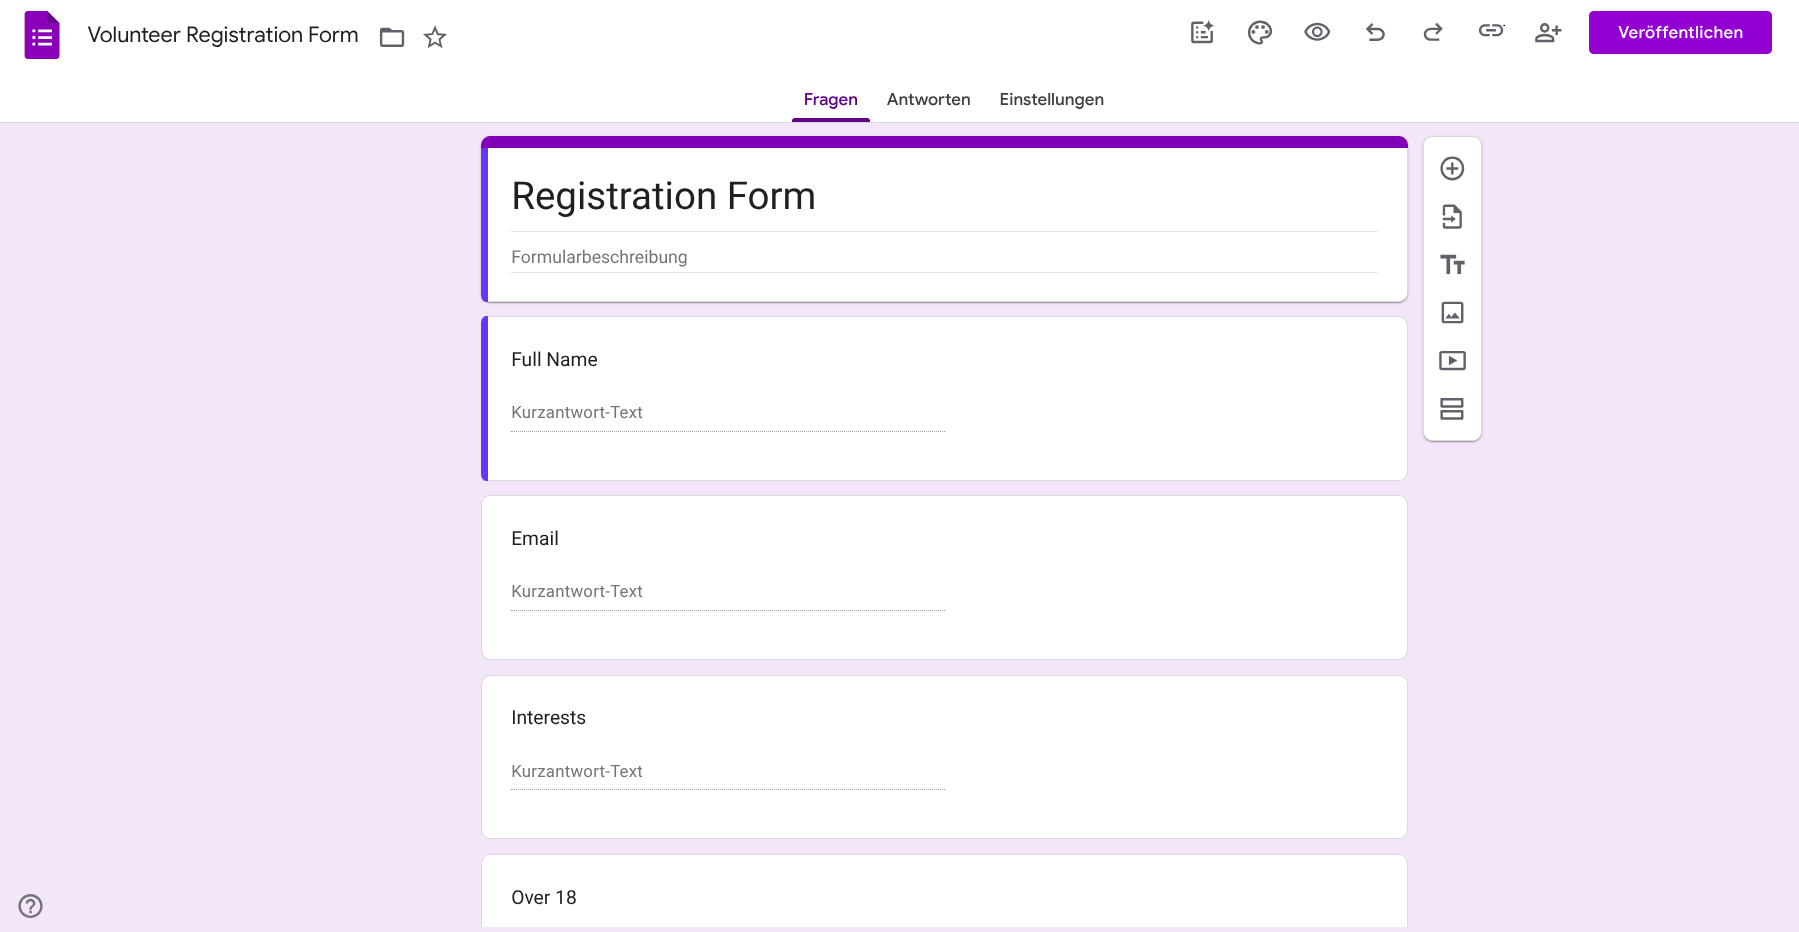 Volunteer Registration Form
Veröffentlichen
Fragen Antworten Einstellungen
Registration Form
Formularbeschreibung
Full Name
Kurzantwort-Text
Email
Kurzantwort-Text
Interests
Kurzantwort-Text
Over 18